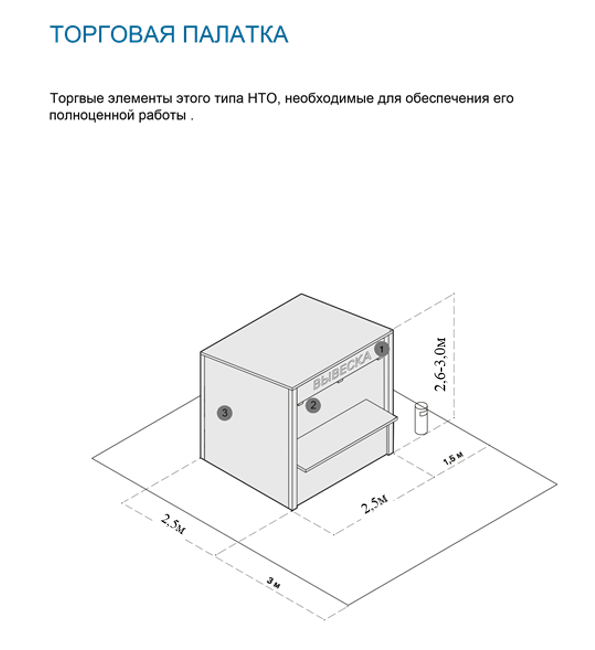 ТОРГОВАЯ ПАЛАТКА
Торгвые элементы этого типа НТО, необходимые для обеспечения его
полноценной работы .
1
ВЫВЕСКА
2
3
2,6-3,0м
1,5 м
2,5м
2,5м
3 м